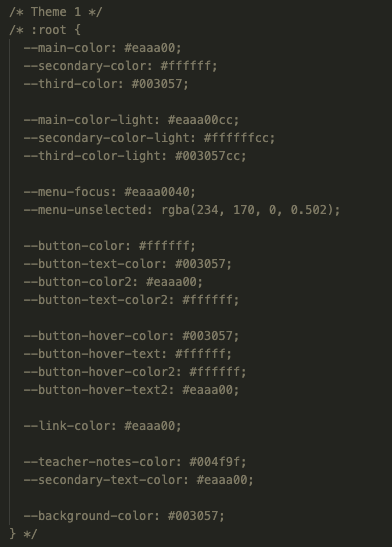 /* Theme 1 */
/* :root {
--main-color: #eaaa00;
--secondary-color: #ffffff;
--third-color: #003057;
--main-color-light: #eaaa00cc;
--secondary-color-light: #ffffffcc;
--third-color-light: #003057cc;
--menu-focus: #eaaa0040;
--menu-unselected: rgba(234, 170, 0, 0.502);
--button-color: #ffffff;
--button-text-color: #003057;
--button-color2: #eaaa00;
--button-text-color2: #ffffff;
--button-hover-color: #003057;
--button-hover-text: #ffffff;
--button-hover-color2: #ffffff;
--button-hover-text2: #eaaa00;
--link-color: #eaaa00;
--teacher-notes-color: #004f9f;
--secondary-text-color: #eaaa00;
--background-color: #003057;
} */